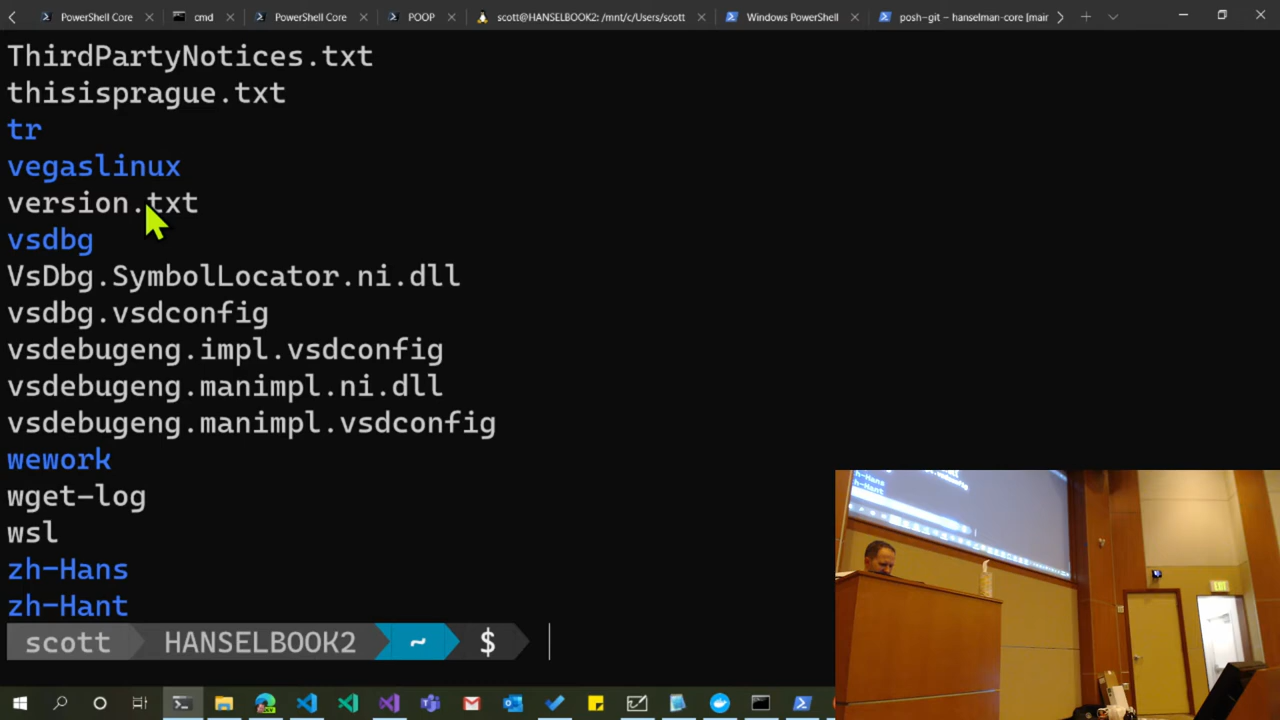 PowerShell Core
cmd
PowerShell Core
POOP
scott@HANSELBOOK2: /mnt/c/Users/scott
Windows PowerShell
posh-git – hanselman-core [main
ThirdPartyNotices.txt
thisisprague.txt
tr
vegaslinux
version.txt
vsdbg
VsDbg.SymbolLocator.ni.dll
vsdbg.vsdconfig
vsdebugeng.impl.vsdconfig
vsdebugeng.manimpl.ni.dll
vsdebugeng.manimpl.vsdconfig
wework
wget-log
wsl
zh-Hans
zh-Hant
scott HANSELBOOK2 ~ $